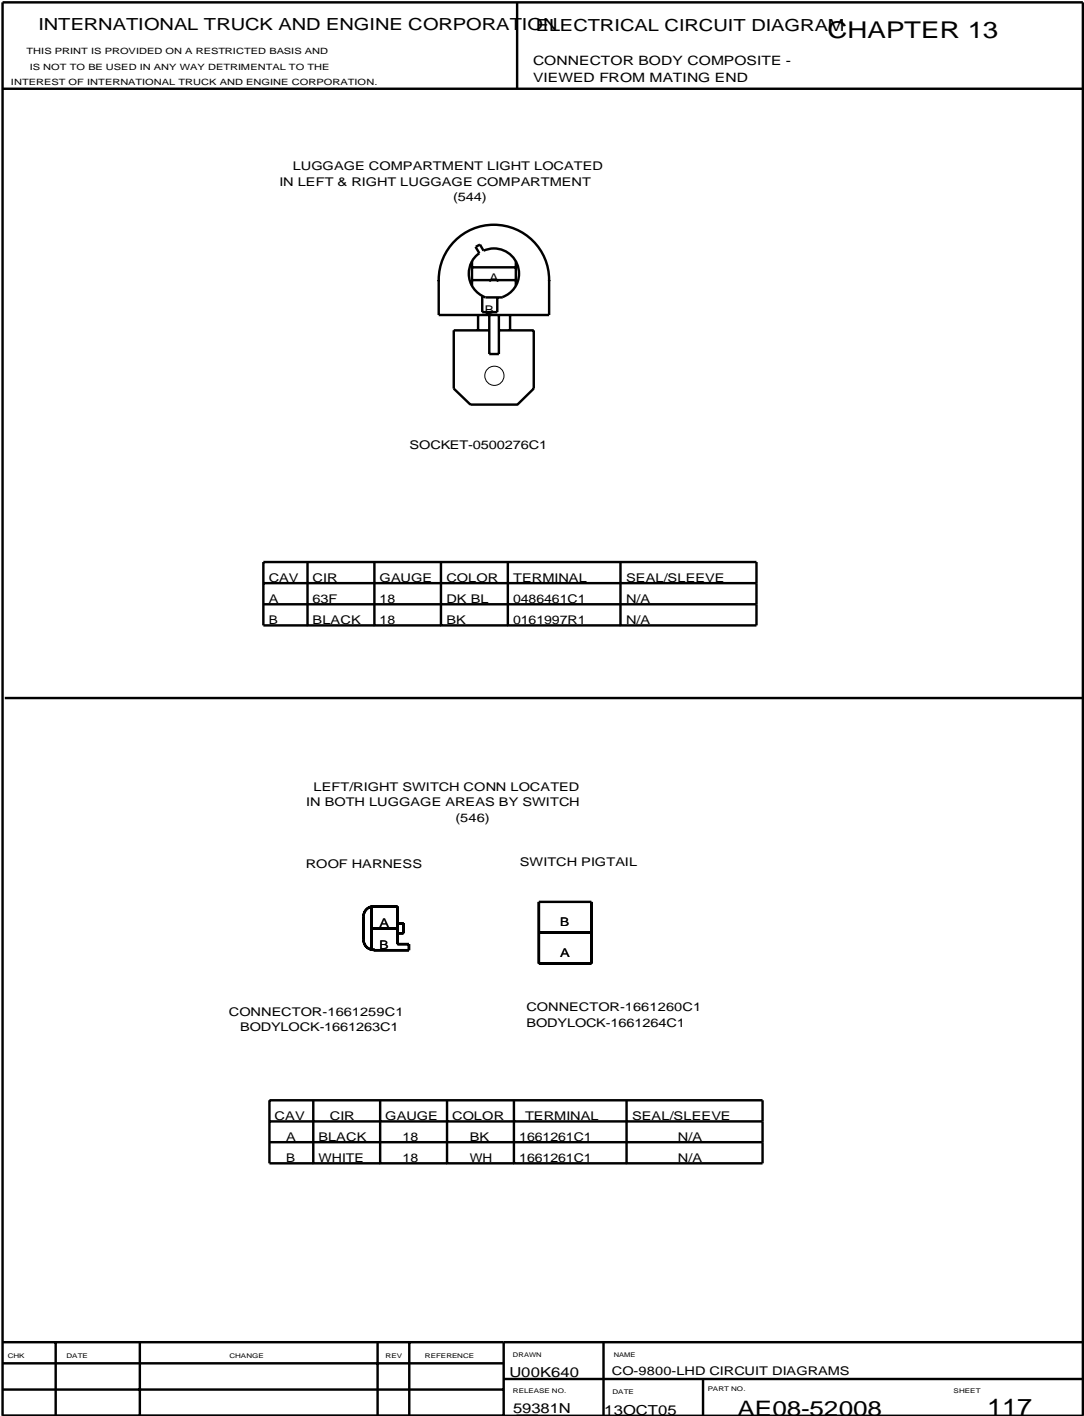 INTERNATIONAL TRUCK AND ENGINE CORPORATION
THIS PRINT IS PROVIDED ON A RESTRICTED BASIS AND
IS NOT TO BE USED IN ANY WAY DETRIMENTAL TO THE
INTEREST OF INTERNATIONAL TRUCK AND ENGINE CORPORATION.
ELECTRICAL CIRCUIT DIAGRAM
CHAPTER 13
CONNECTOR BODY COMPOSITE -
VIEWED FROM MATING END
LUGGAGE COMPARTMENT LIGHT LOCATED
IN LEFT & RIGHT LUGGAGE COMPARTMENT
(544)
A
B
SOCKET-0500276C1
CAV CIR GAUGE COLOR TERMINAL SEAL/SLEEVE
A 63F 18 DK BL 0486461C1 N/A
B BLACK 18 BK 0161997R1 N/A
LEFT/RIGHT SWITCH CONN LOCATED
IN BOTH LUGGAGE AREAS BY SWITCH
(546)
ROOF HARNESS
A
B
CONNECTOR-1661259C1
BODYLOCK-1661263C1
SWITCH PIGTAIL
B
A
CONNECTOR-1661260C1
BODYLOCK-1661264C1
CAV CIR GAUGE COLOR TERMINAL SEAL/SLEEVE
A BLACK 18 BK 1661261C1 N/A
B WHITE 18 WH 1661261C1 N/A
CHK DATE CHANGE REV REFERENCE
DRAWN
U00K640
NAME
CO-9800-LHD CIRCUIT DIAGRAMS
RELEASE NO.
59381N
DATE
13OCT05
PART NO.
AE08-52008
SHEET
117